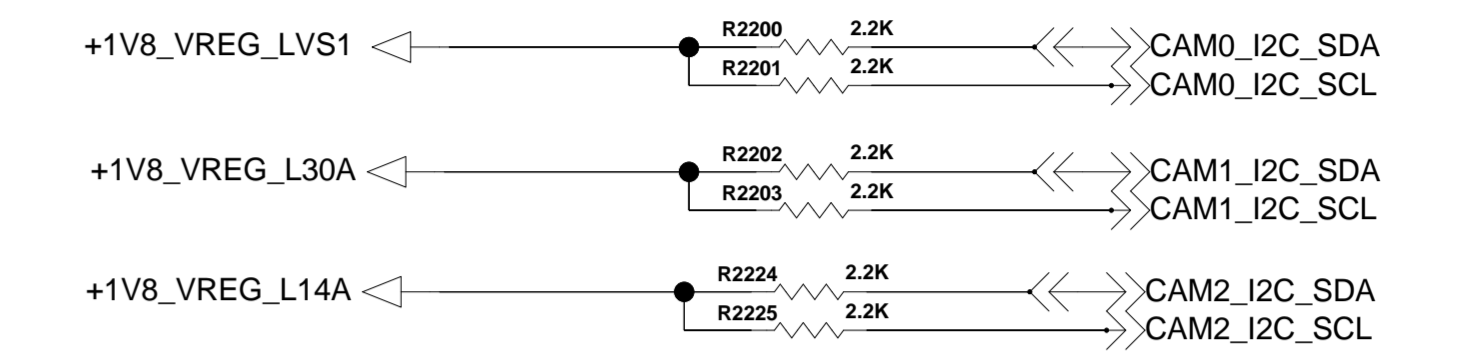 +1V8_VREG_LVS1 R2200 2.2K CAM0_I2C_SDA
R2201 2.2K CAM0_I2C_SCL
+1V8_VREG_L30A R2202 2.2K CAM1_I2C_SDA
R2203 2.2K CAM1_I2C_SCL
+1V8_VREG_L14A R2224 2.2K CAM2_I2C_SDA
R2225 2.2K CAM2_I2C_SCL